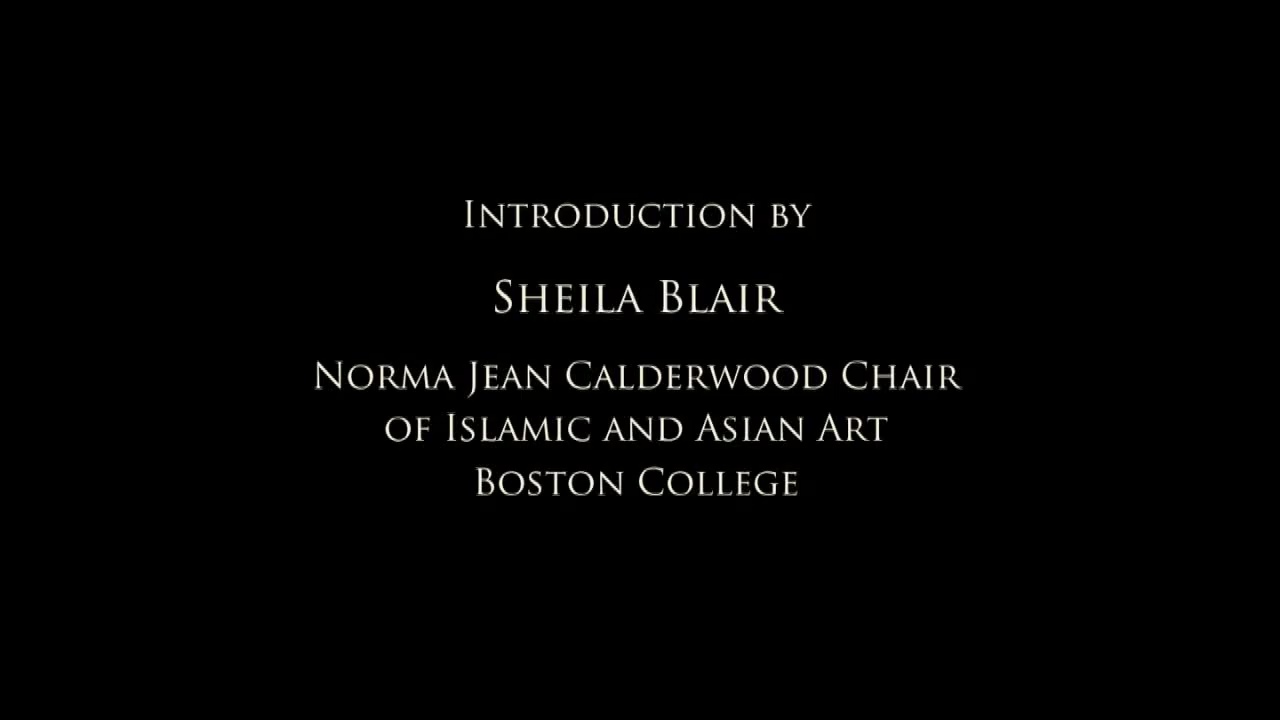 Introduction by
Sheila Blair
Norma Jean Calderwood Chair
of Islamic and Asian Art
Boston College